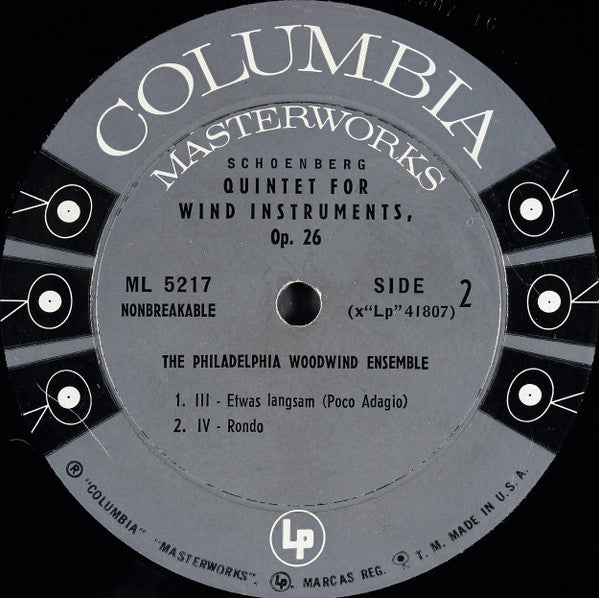 COLUMBIA
MASTERWORKS
SCHOENBERG
QUINTET FOR
WIND INSTRUMENTS,
Op. 26
ML 5217
NONBREAKABLE
SIDE 2
(x"Lp"41807)
THE PHILADELPHIA WOODWIND ENSEMBLE
1. III - Etwas langsam (Poco Adagio)
2. IV - Rondo
Lp
® "COLUMBIA" "MASTERWORKS". Lp. MARCAS REG. T. M. MADE IN U.S.A.